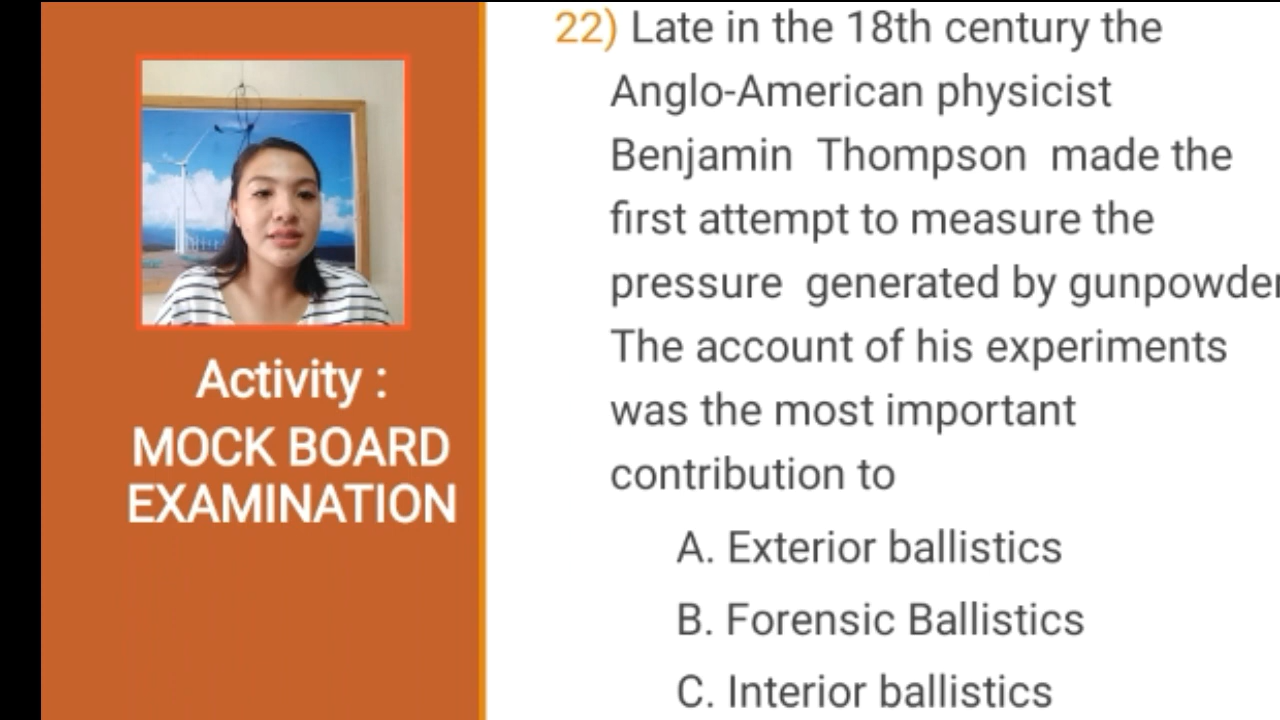 Activity :
MOCK BOARD
EXAMINATION
22) Late in the 18th century the
Anglo-American physicist
Benjamin Thompson made the
first attempt to measure the
pressure generated by gunpowder
The account of his experiments
was the most important
contribution to
A. Exterior ballistics
B. Forensic Ballistics
C. Interior ballistics